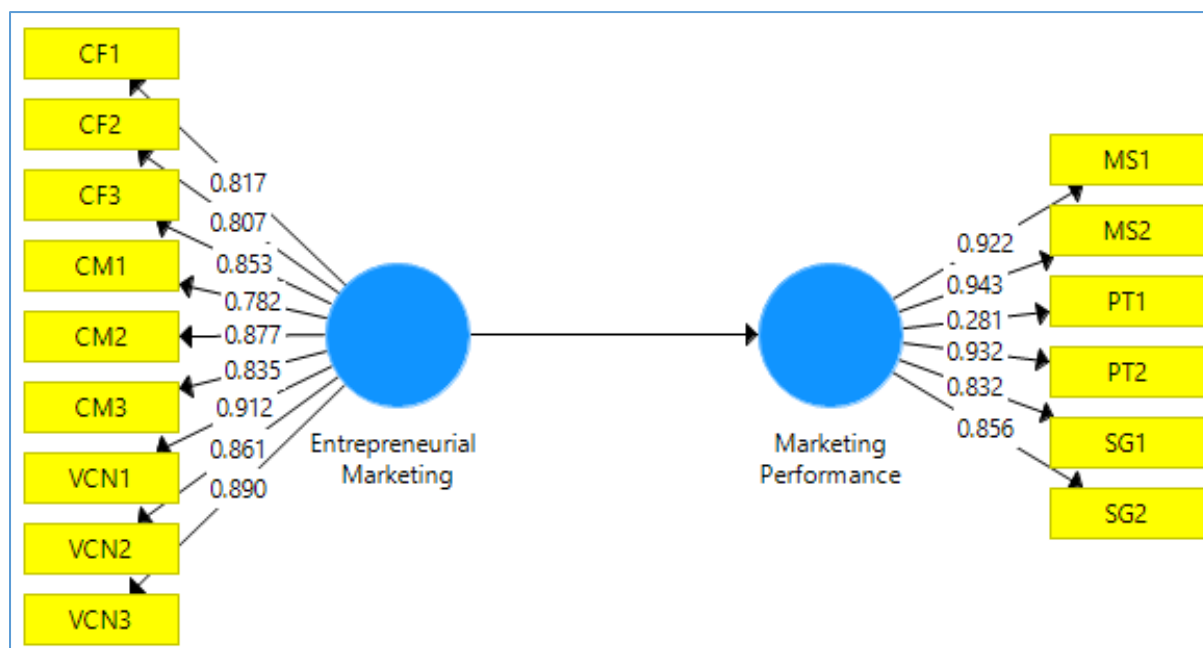 CF1
CF2
CF3
CM1
CM2
CM3
VCN1
VCN2
VCN3
0.817
0.807
0.853
0.782
0.877
0.835
0.912
0.861
0.890
Entrepreneurial
Marketing
Marketing
Performance
0.922
0.943
0.281
0.932
0.832
0.856
MS1
MS2
PT1
PT2
SG1
SG2